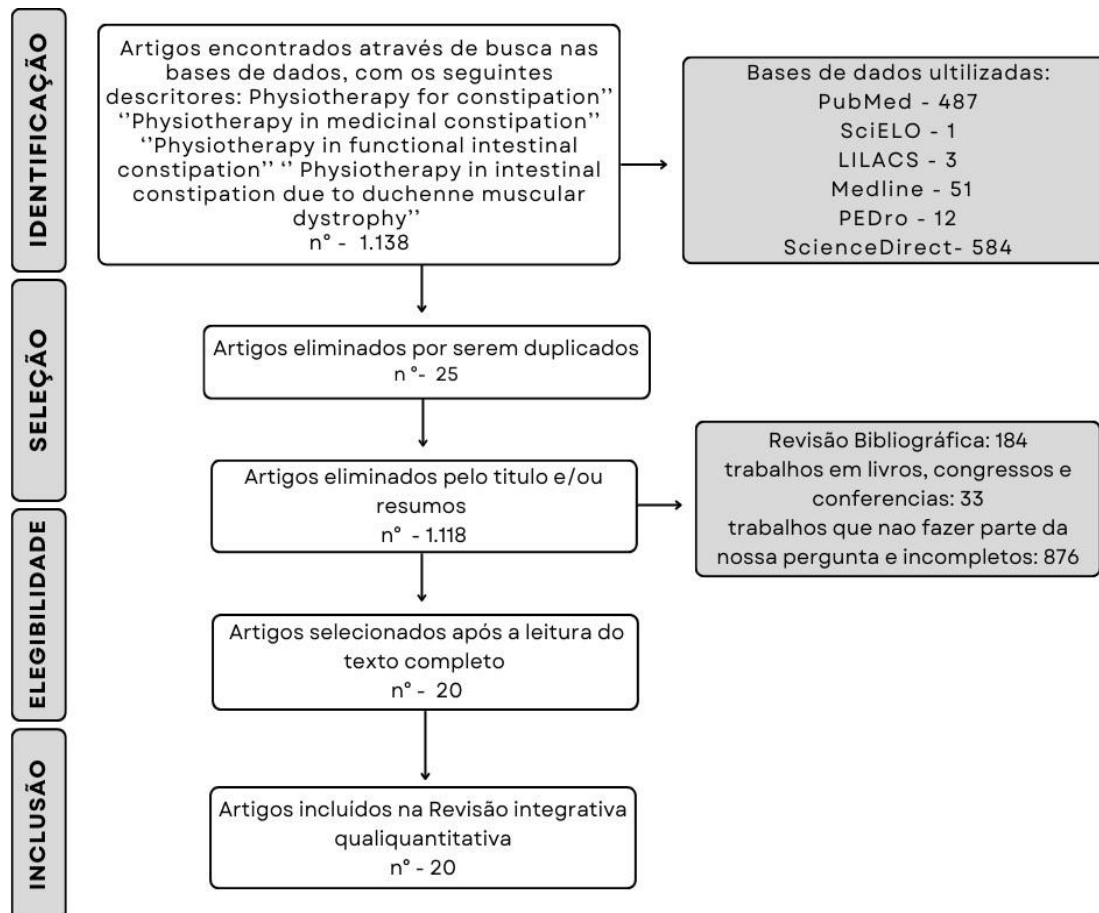 IDENTIFICAÇÃO
Artigos encontrados através de busca nas
bases de dados, com os seguintes
descritores: Physiotherapy for constipation’’
‘’Physiotherapy in medicinal constipation’’
‘’Physiotherapy in functional intestinal
constipation’’ ‘’ Physiotherapy in intestinal
constipation due to duchenne muscular
dystrophy’’
n° - 1.138
Bases de dados ultilizadas:
PubMed - 487
SciELO - 1
LILACS - 3
Medline - 51
PEDro - 12
ScienceDirect- 584
SELEÇÃO
Artigos eliminados por serem duplicados
n °- 25
Artigos eliminados pelo titulo e/ou
resumos
n° - 1.118
Revisão Bibliográfica: 184
trabalhos em livros, congressos e
conferencias: 33
trabalhos que nao fazer parte da
nossa pergunta e incompletos: 876
ELEGIBILIDADE
Artigos selecionados após a leitura do
texto completo
n° - 20
INCLUSÃO
Artigos incluídos na Revisão integrativa
qualiquantitativa
n° - 20